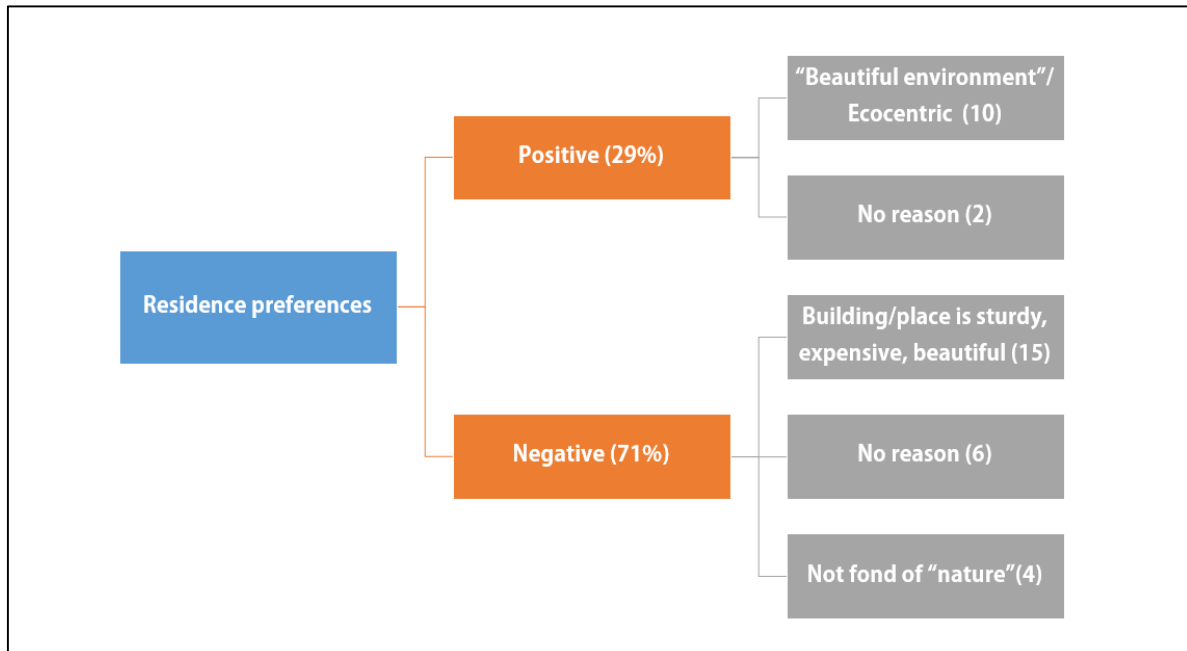 Residence preferences
Positive (29%)
“Beautiful environment”/
Ecocentric (10)
No reason (2)
Negative (71%)
Building/place is sturdy,
expensive, beautiful (15)
No reason (6)
Not fond of “nature”(4)